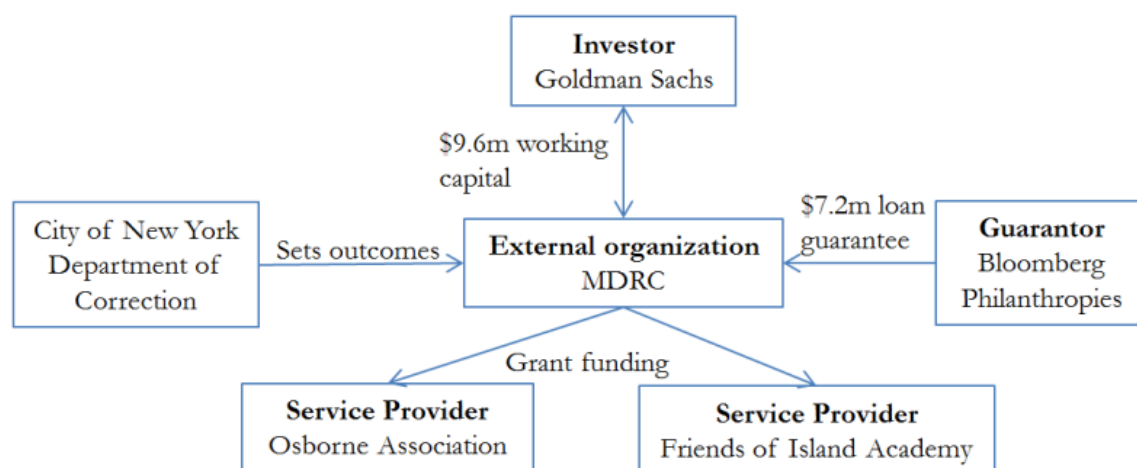 Investor
Goldman Sachs
$9.6m working
capital
$7.2m loan
guarantee
City of New York
Department of
Correction
Sets outcomes
External organization
MDRC
Guarantor
Bloomberg
Philanthropies
Grant funding
Service Provider
Osborne Association
Service Provider
Friends of Island Academy